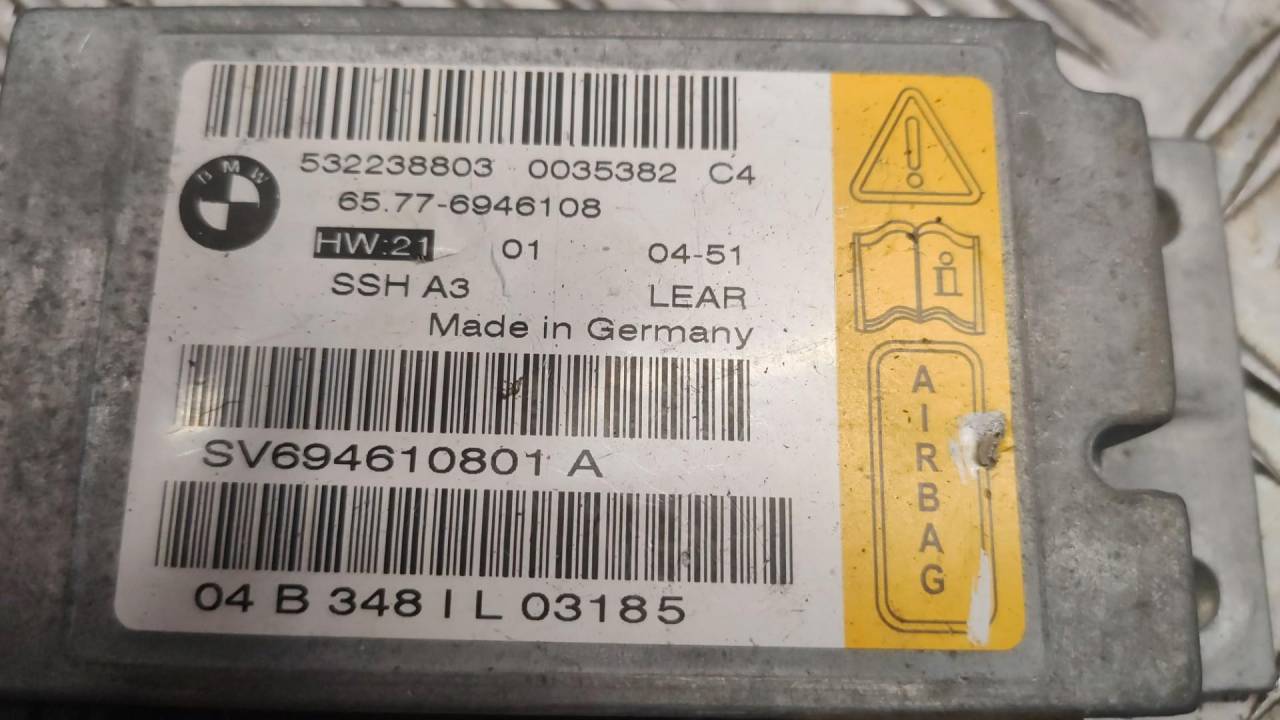 BMW
532238803 0035382 C4
65.77-6946108
HW:21 01 04-51
SSH A3 LEAR
Made in Germany
SV694610801 A
04 B 348 I L 03185
!
i
AIRBAG